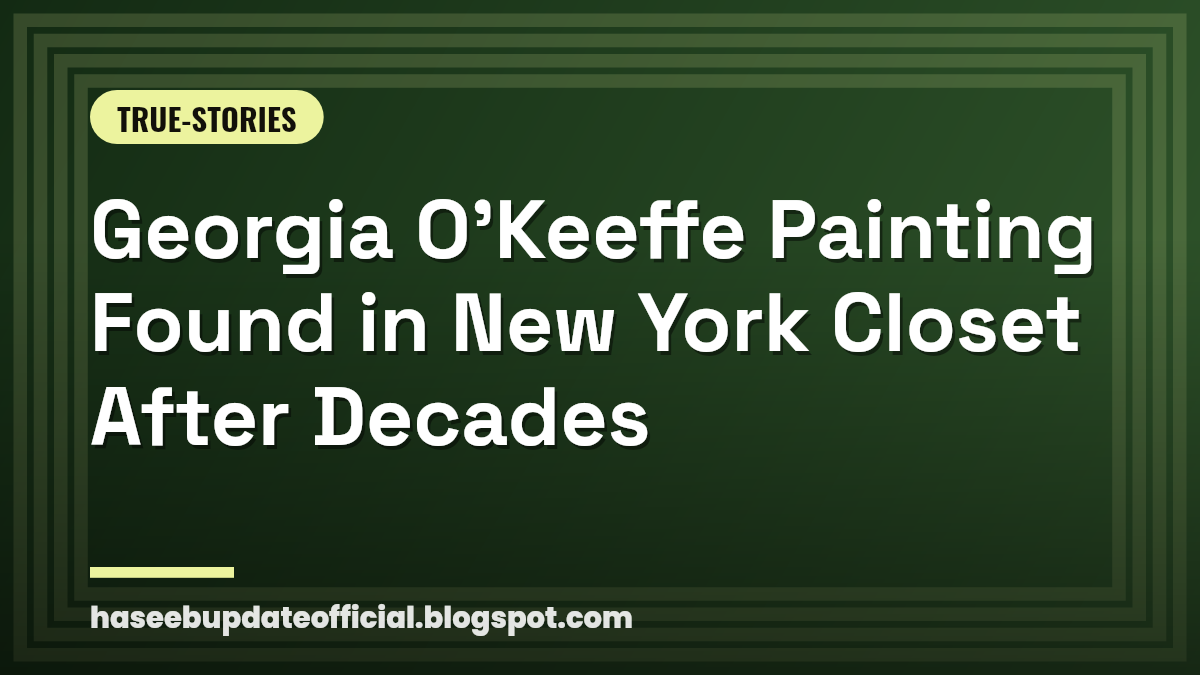 TRUE-STORIES
Georgia O’Keeffe Painting
Found in New York Closet
After Decades
haseebupdateofficial.blogspot.com